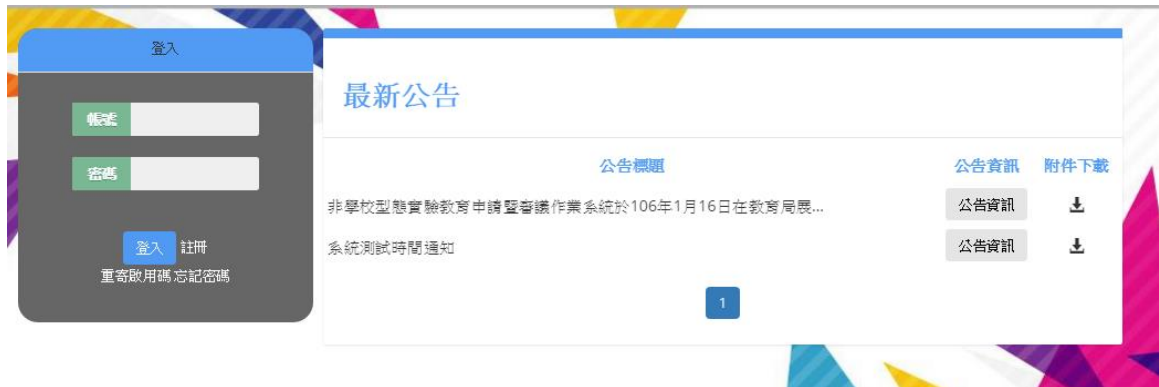 登入
帳號
密碼
登入 註冊
重寄啟用碼 忘記密碼
最新公告
公告標題 公告資訊 附件下載
非學校型態實驗教育申請暨審議作業系統於106年1月16日在教育局展...
公告資訊
系統測試時間通知
公告資訊
1